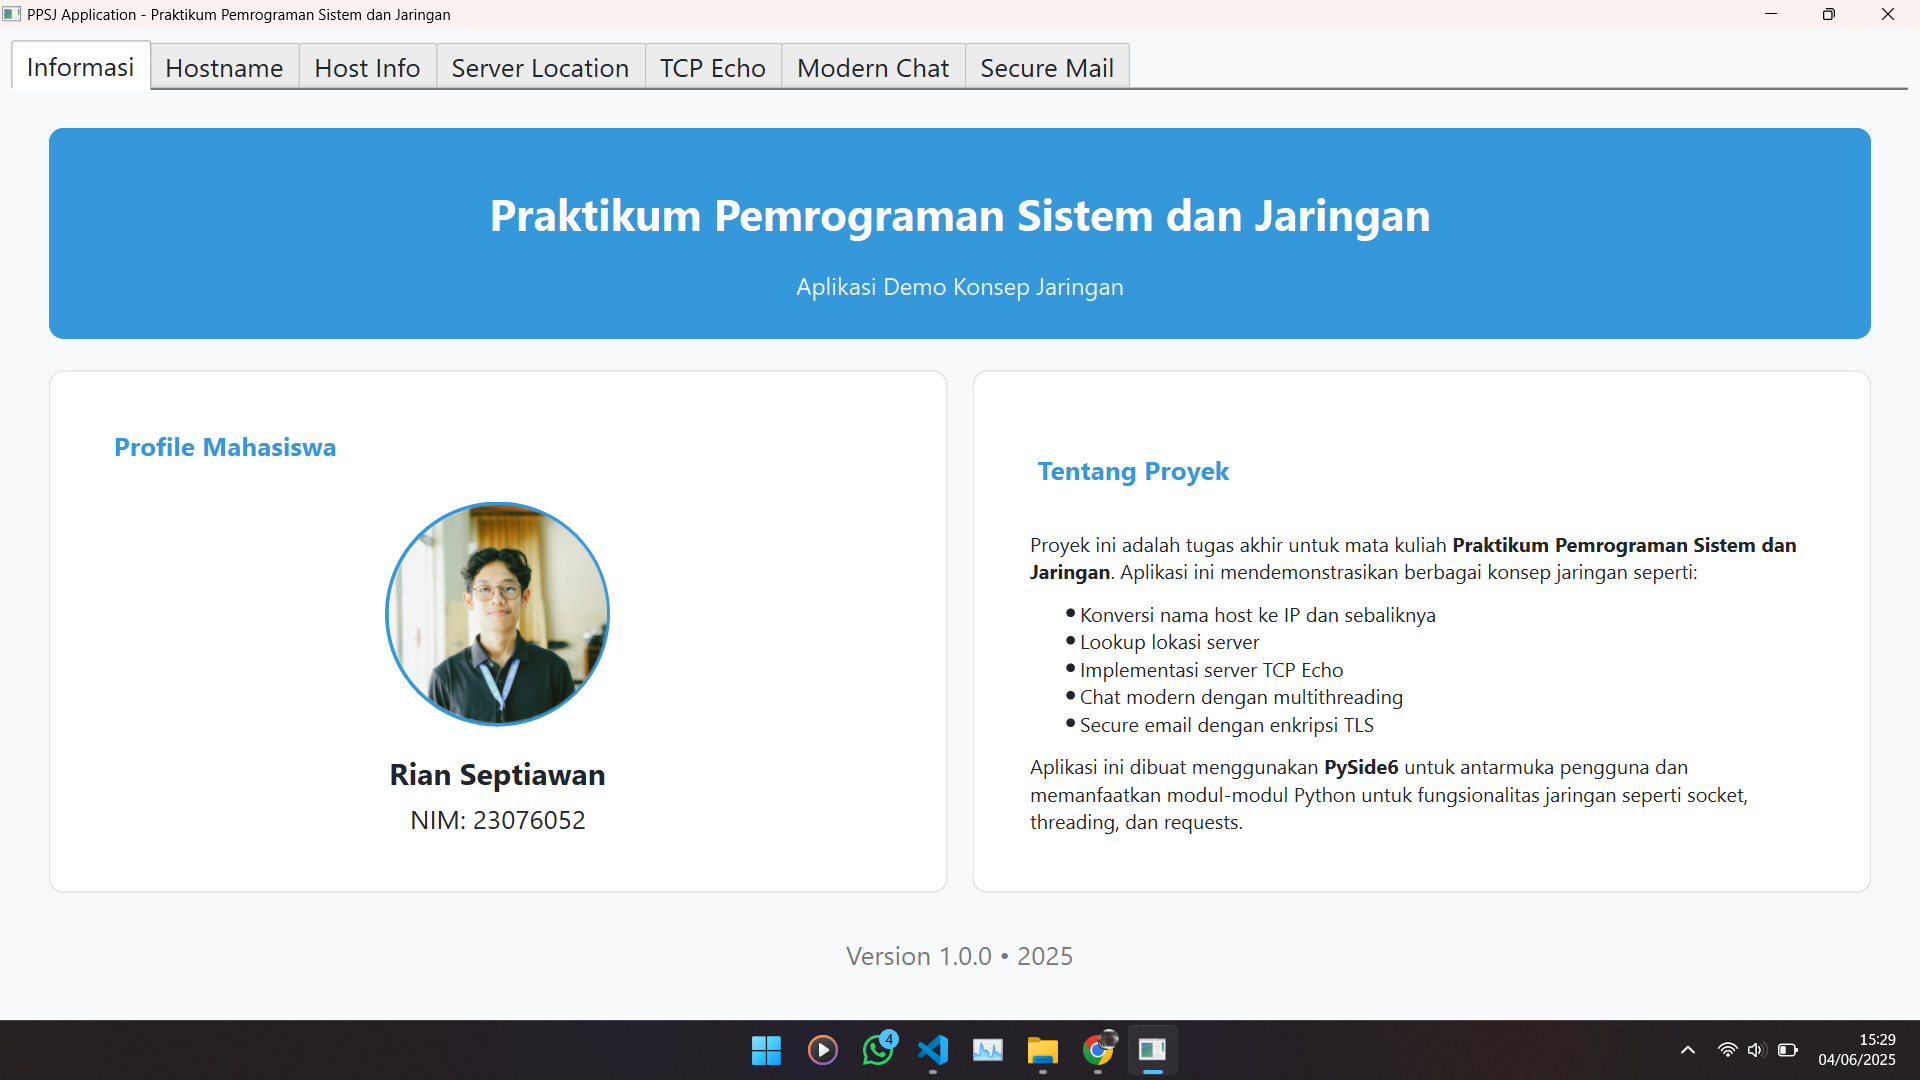 PPSJ Application - Praktikum Pemrograman Sistem dan Jaringan
Informasi
Hostname
Host Info
Server Location
TCP Echo
Modern Chat
Secure Mail
Praktikum Pemrograman Sistem dan Jaringan
Aplikasi Demo Konsep Jaringan
Profile Mahasiswa
Rian Septiawan
NIM: 23076052
Tentang Proyek
Proyek ini adalah tugas akhir untuk mata kuliah Praktikum Pemrograman Sistem dan
Jaringan. Aplikasi ini mendemonstrasikan berbagai konsep jaringan seperti:
• Konversi nama host ke IP dan sebaliknya
• Lookup lokasi server
• Implementasi server TCP Echo
• Chat modern dengan multithreading
• Secure email dengan enkripsi TLS
Aplikasi ini dibuat menggunakan PySide6 untuk antarmuka pengguna dan
memanfaatkan modul-modul Python untuk fungsionalitas jaringan seperti socket,
threading, dan requests.
Version 1.0.0 • 2025
4
15:29
04/06/2025